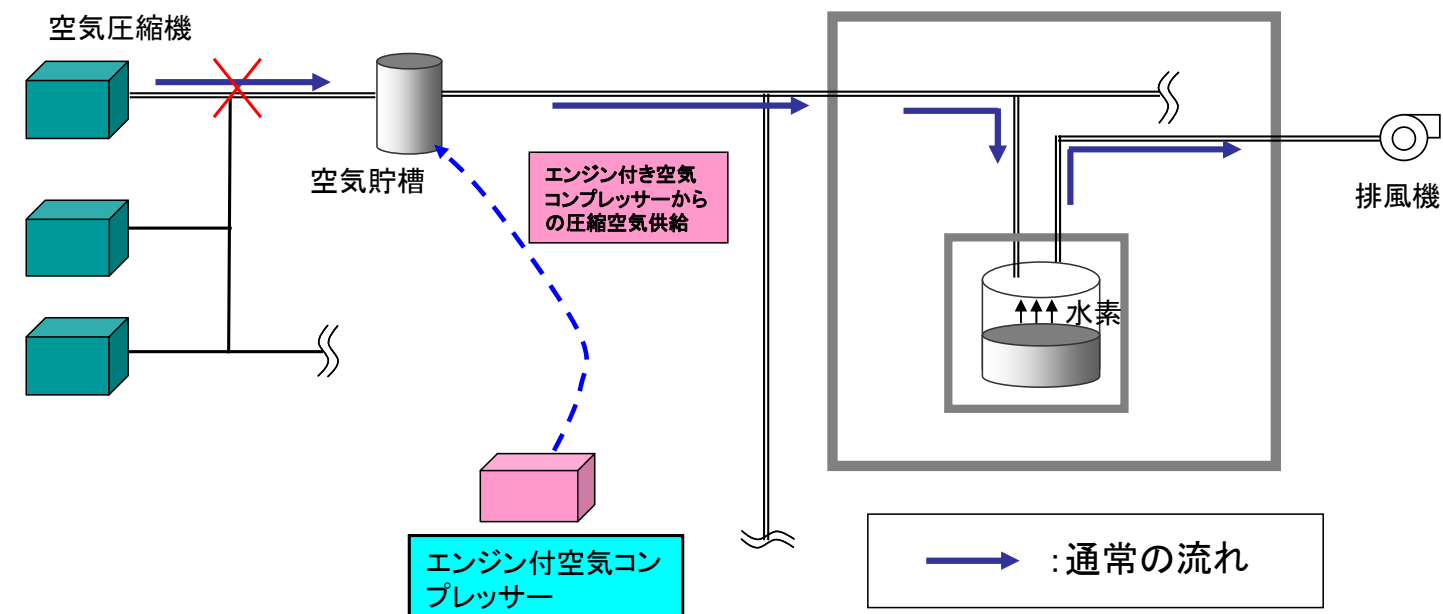 空気圧縮機
空気貯槽
エンジン付き空気
コンプレッサーから
の圧縮空気供給
排風機
水素
エンジン付空気コン
プレッサー
:通常の流れ